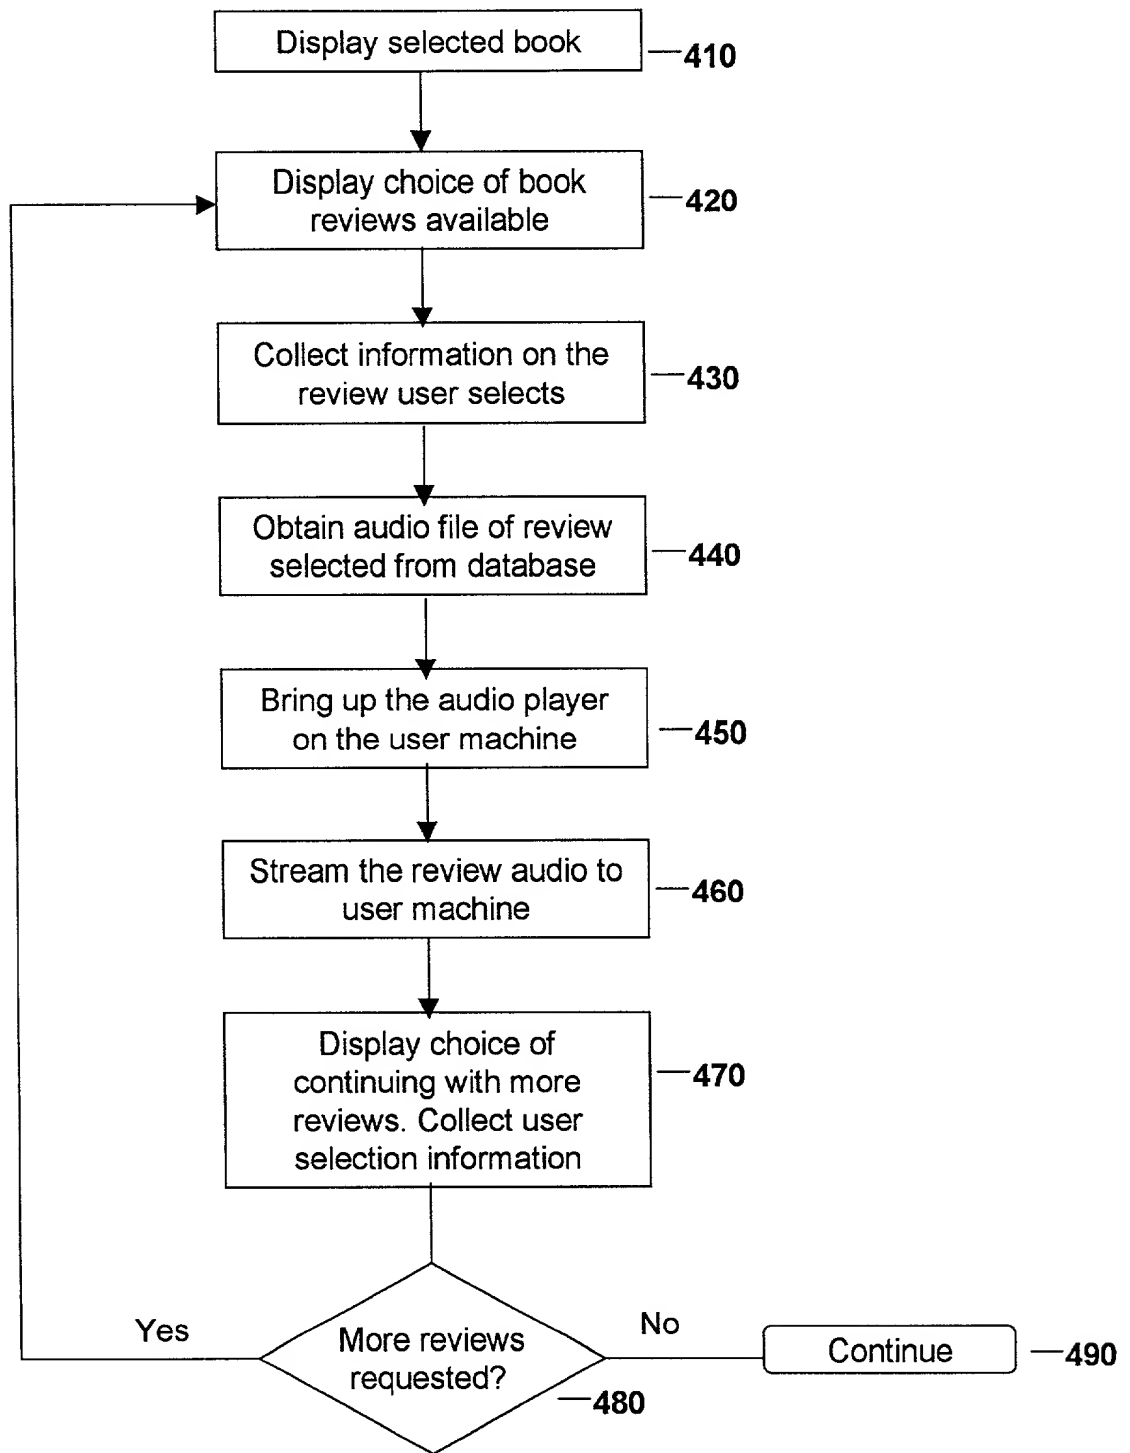 Display selected book
410
Display choice of book
reviews available
420
Collect information on the
review user selects
430
Obtain audio file of review
selected from database
440
Bring up the audio player
on the user machine
450
Stream the review audio to
user machine
460
Display choice of
continuing with more
reviews. Collect user
selection information
470
Yes
More reviews
requested?
480
No
Continue
490